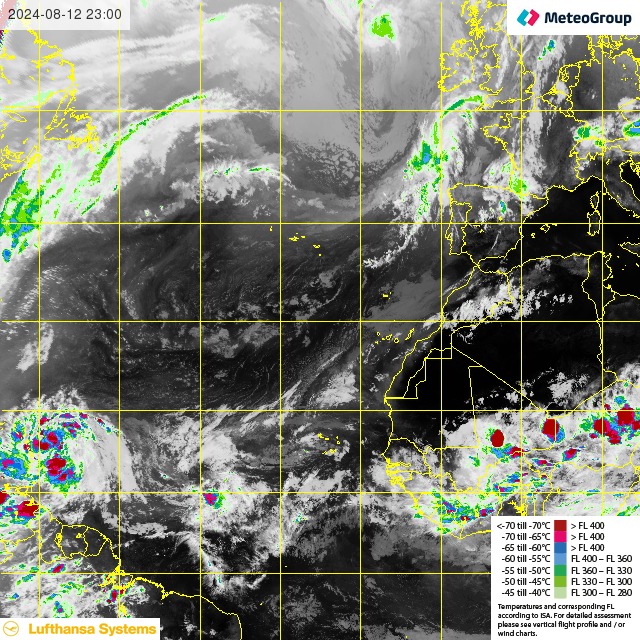 2024-08-12 23:00
MeteoGroup
<-70 till -70°C > FL 400
-70 till -65°C > FL 400
-65 till -60°C > FL 400
-60 till -55°C FL 400 – FL 360
-55 till -50°C FL 360 – FL 330
-50 till -45°C FL 330 – FL 300
-45 till -40°C FL 300 – FL 280
Temperatures and corresponding FL
according to ISA. For detailed assessment
please see vertical flight profile and / or
wind charts.
Lufthansa Systems